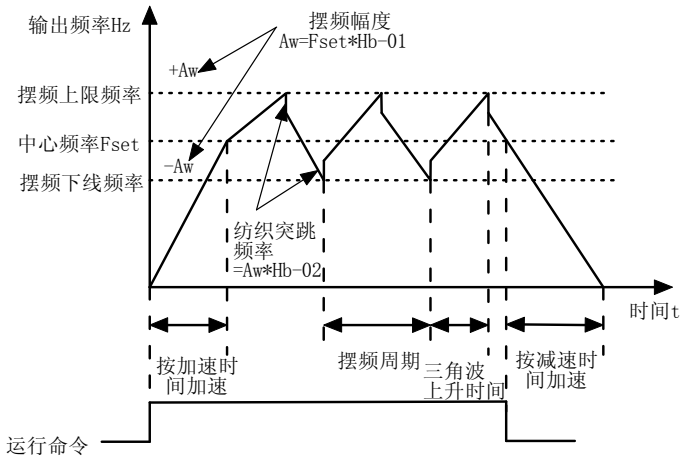 输出频率Hz
摆频幅度
Aw=Fset*Hb-01
+Aw
摆频上限频率
中心频率Fset
-Aw
摆频下线频率
纺织突跳
频率
=Aw*Hb-02
时间t
按加速时
间加速
摆频周期
三角波
上升时间
按减速时
间加速
运行命令